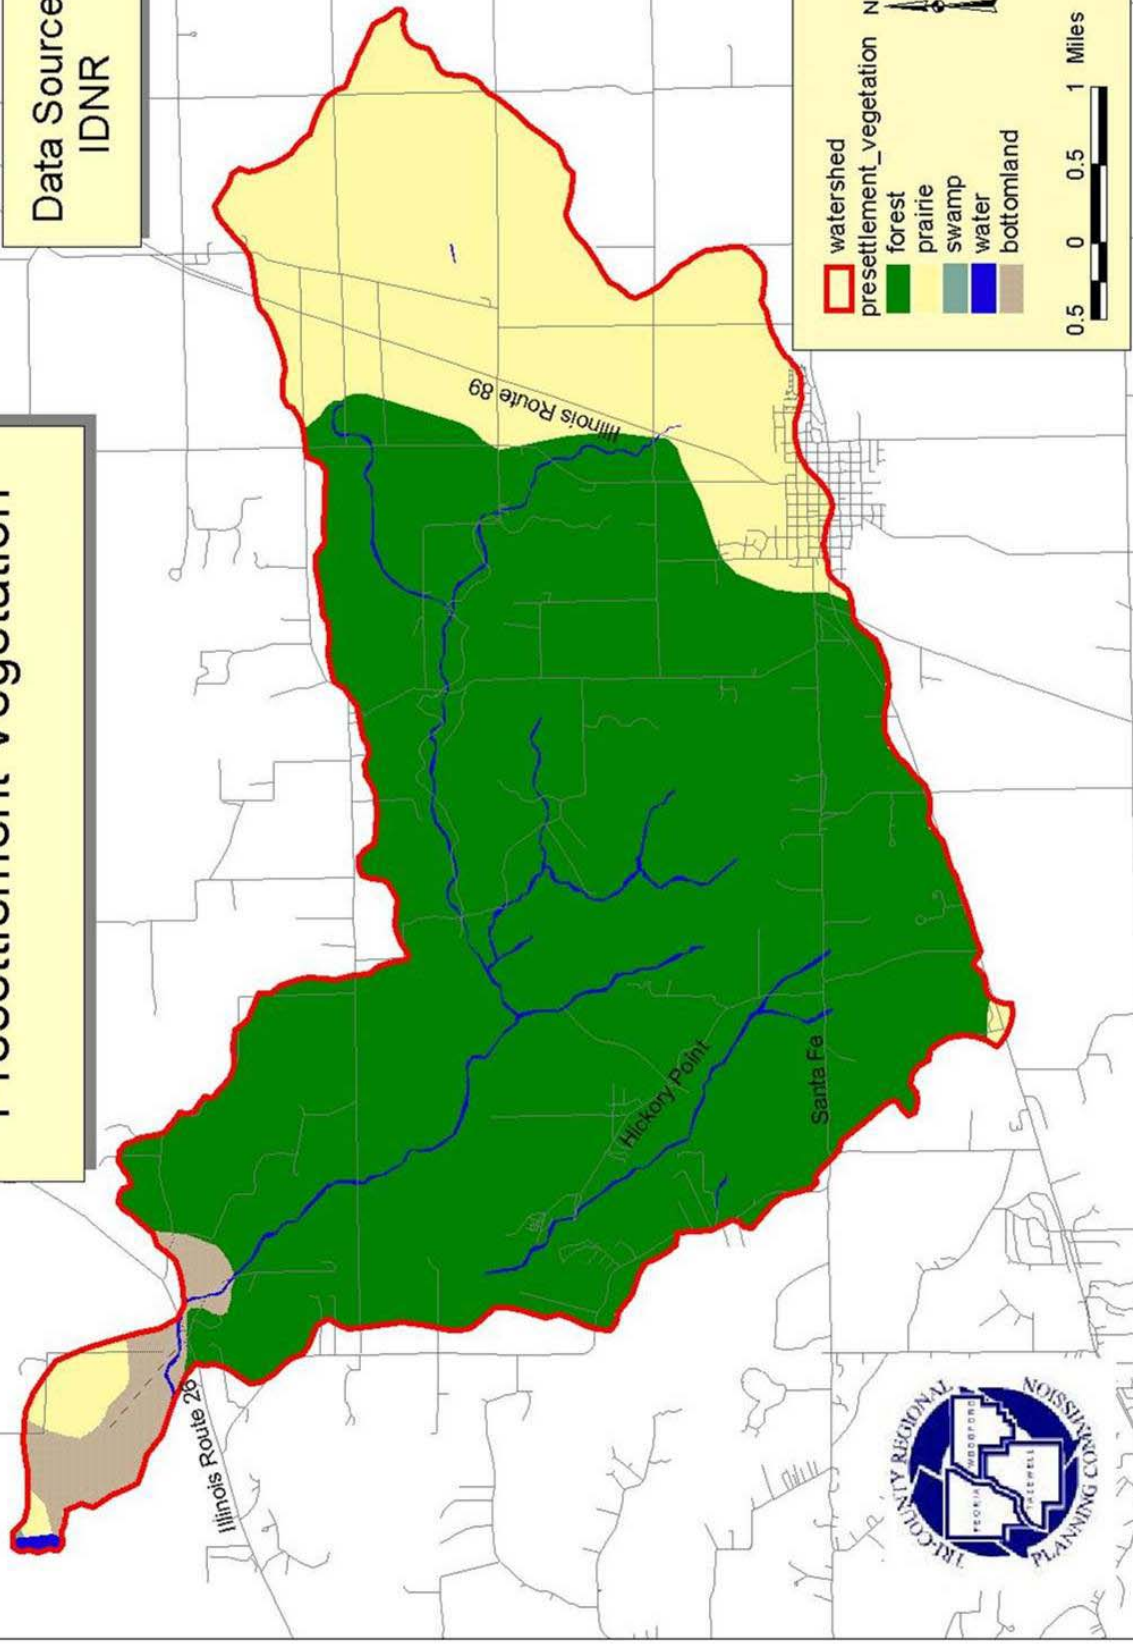 Presettlement Vegetation
Data Source
IDNR
Illinois Route 26
Illinois Route 89
Hickory Point
Santa Fe
watershed
presettlement_vegetation
forest
prairie
swamp
water
bottomland
N
0.5 0 0.5 1 Miles
TRI-COUNTY REGIONAL
PEORIA
WOODFORD
TAZEWELL
PLANNING COMMISSION